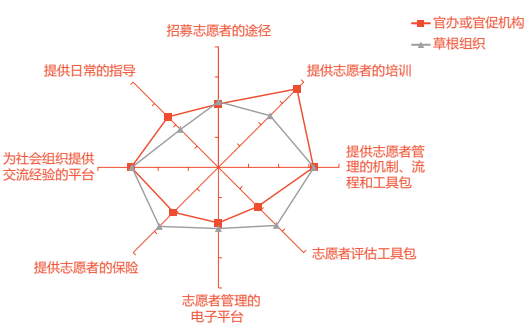 官办或官促机构
草根组织
招募志愿者的途径
提供日常的指导
提供志愿者的培训
为社会组织提供
交流经验的平台
提供志愿者管
理的机制、流
程和工具包
提供志愿者的保险
志愿者评估工具包
志愿者管理的
电子平台